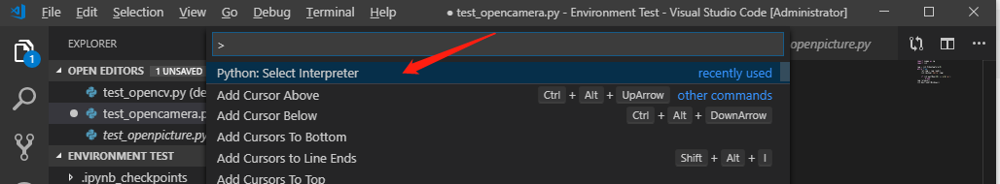 File Edit Selection View Go Debug Terminal Help ● test_opencamera.py - Environment Test - Visual Studio Code [Administrator]
EXPLORER
>
openpicture.py
OPEN EDITORS 1 UNSAVED
Python: Select Interpreter recently used
test_opencv.py (de
Add Cursor Above Ctrl + Alt + UpArrow other commands
● test_opencamera.p
Add Cursor Below Ctrl + Alt + DownArrow
test_openpicture.py
Add Cursors To Bottom
ENVIRONMENT TEST
Add Cursors to Line Ends Shift + Alt + I
.ipynb_checkpoints
Add Cursors To Top
1